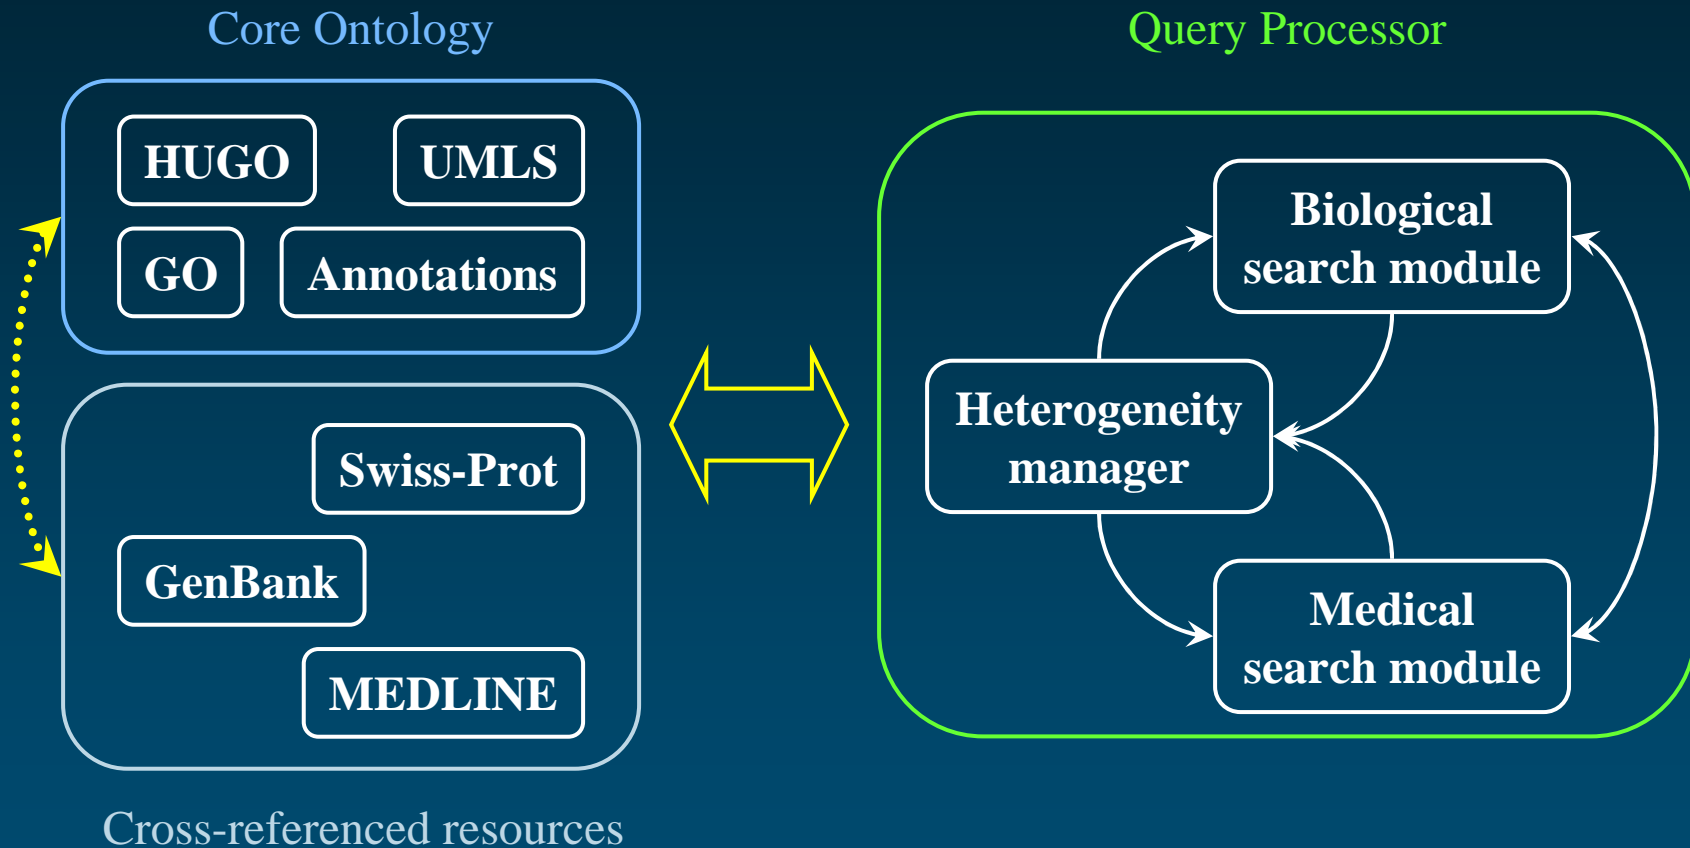 Core Ontology
HUGO
UMLS
GO
Annotations
Swiss-Prot
GenBank
MEDLINE
Cross-referenced resources
Query Processor
Biological
search module
Heterogeneity
manager
Medical
search module